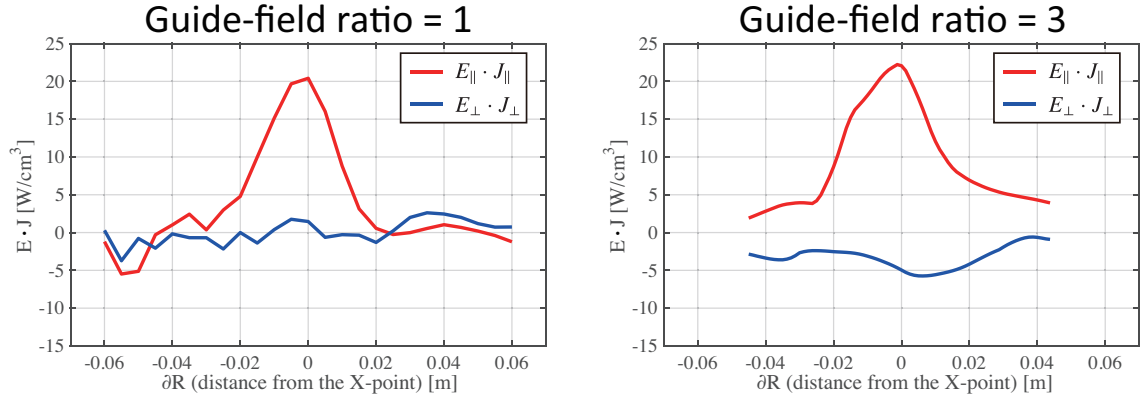 Guide-field ratio = 1
E∥ · J∥
E⊥ · J⊥
25
20
15
10
5
0
-5
-10
-15
E • J [W/cm³]
-0.06 -0.04 -0.02 0 0.02 0.04 0.06
∂R (distance from the X-point) [m]
Guide-field ratio = 3
E∥ · J∥
E⊥ · J⊥
25
20
15
10
5
0
-5
-10
-15
E • J [W/cm³]
-0.06 -0.04 -0.02 0 0.02 0.04 0.06
∂R (distance from the X-point) [m]